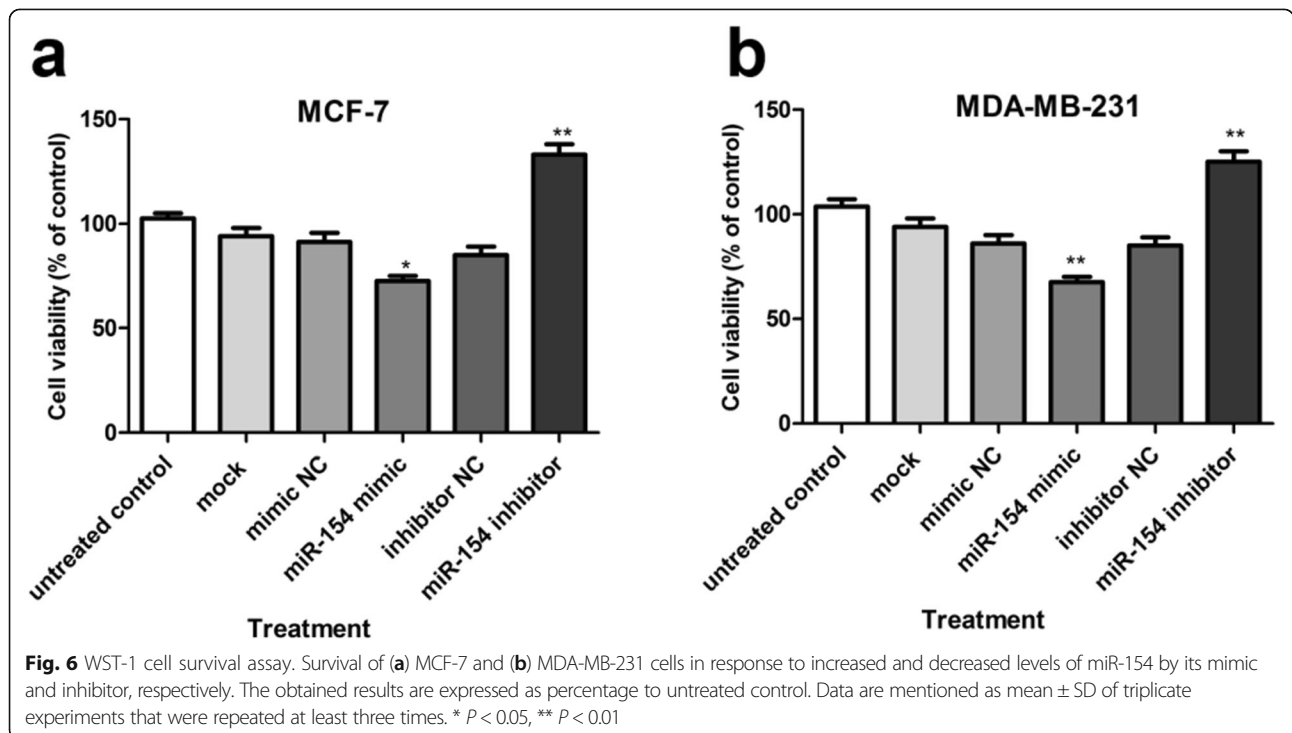 a
MCF-7
Cell viability (% of control)
150
100
50
0
*
**
untreated control
mock
mimic NC
miR-154 mimic
inhibitor NC
miR-154 inhibitor
Treatment
b
MDA-MB-231
Cell viability (% of control)
150
100
50
0
**
**
untreated control
mock
mimic NC
miR-154 mimic
inhibitor NC
miR-154 inhibitor
Treatment
Fig. 6 WST-1 cell survival assay. Survival of (a) MCF-7 and (b) MDA-MB-231 cells in response to increased and decreased levels of miR-154 by its mimic
and inhibitor, respectively. The obtained results are expressed as percentage to untreated control. Data are mentioned as mean ± SD of triplicate
experiments that were repeated at least three times. * P < 0.05, ** P < 0.01